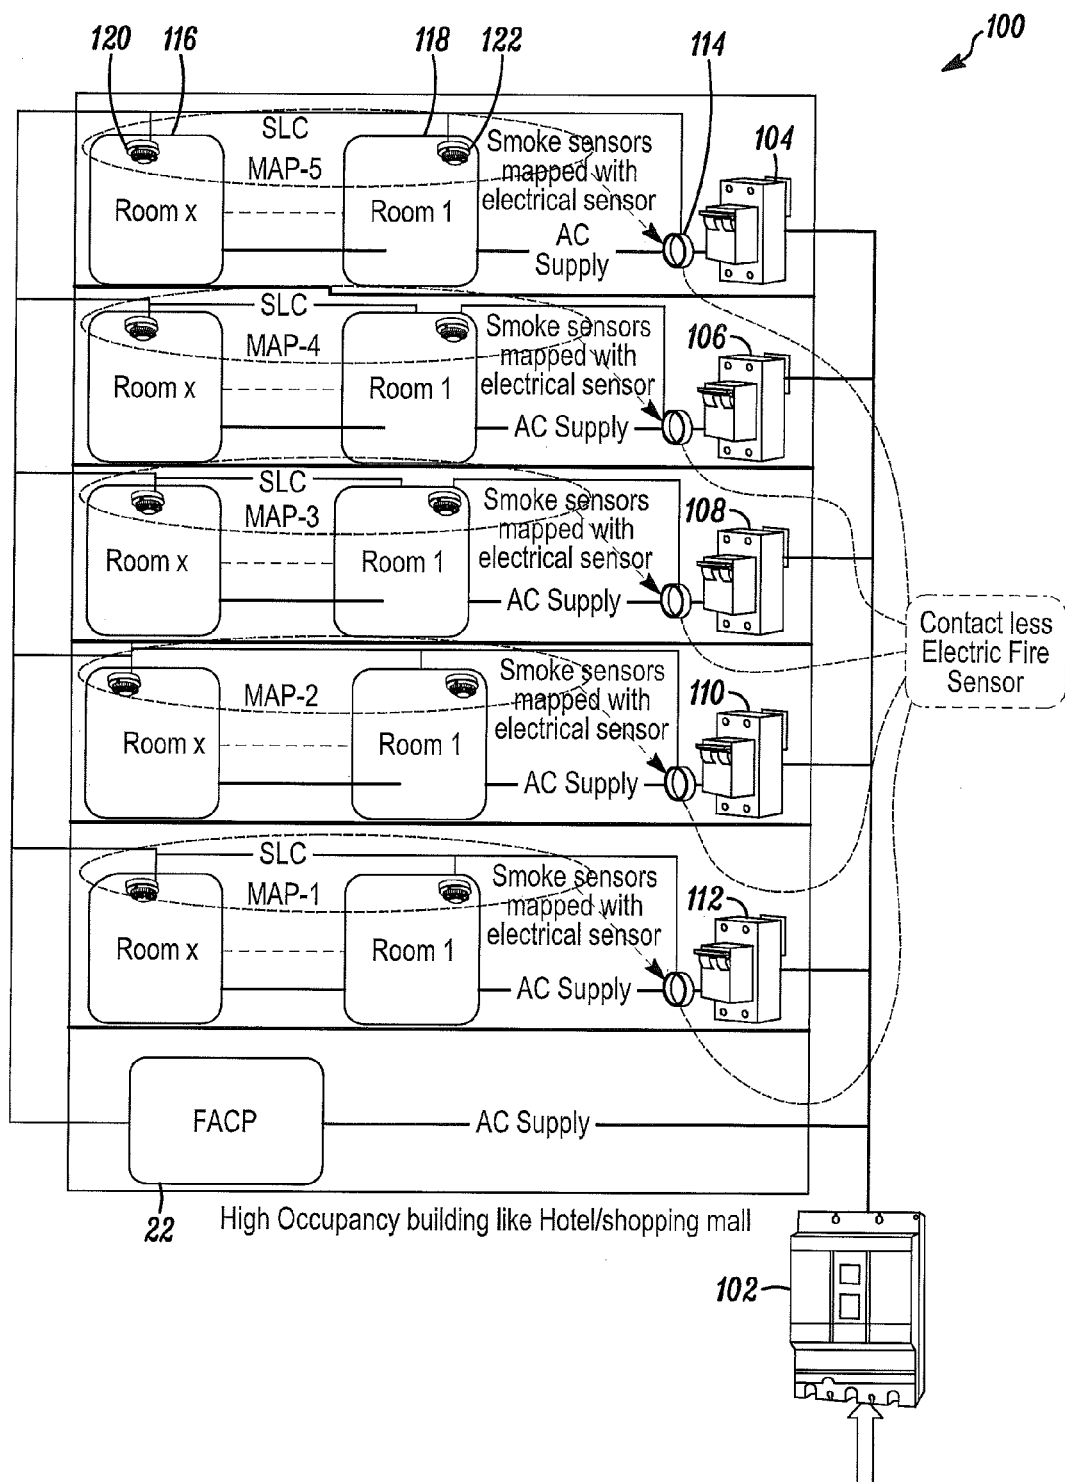 100
120 116 118 122 114
SLC
MAP-5
Smoke sensors
mapped with
electrical sensor
104
Room x
Room 1
AC
Supply
SLC
MAP-4
Smoke sensors
mapped with
electrical sensor
106
Room x
Room 1
AC Supply
SLC
MAP-3
Smoke sensors
mapped with
electrical sensor
108
Room x
Room 1
AC Supply
Contact less
Electric Fire
Sensor
MAP-2
Smoke sensors
mapped with
electrical sensor
110
Room x
Room 1
AC Supply
SLC
MAP-1
Smoke sensors
mapped with
electrical sensor
112
Room x
Room 1
AC Supply
FACP
AC Supply
22
High Occupancy building like Hotel/shopping mall
102